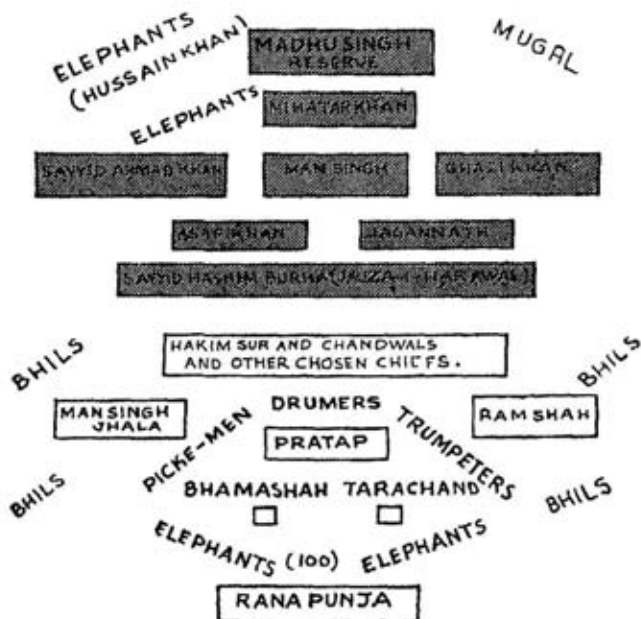 ELEPHANTS
(HUSSAIN KHAN)
MADHU SINGH
RESERVE
MUGAL
ELEPHANTS
MIHATARKHAN
SAYYID AHMAD KHAN
MAN SINGH
GHAZI KHAN
ASAF KHAN
JAGANNATH
SAYYID HASHIM BURHA
HAKIM SUR AND CHANDWALS
AND OTHER CHOSEN CHIEFS.
BHILS
BHILS
MANSINGH
JHALA
DRUMERS
RAMSHAH
PICKE-MEN
PRATAP
TRUMPETERS
BHILS
BHAMASHAH TARACHAND
BHILS
ELEPHANTS (100) ELEPHANTS
RANA PUNJA